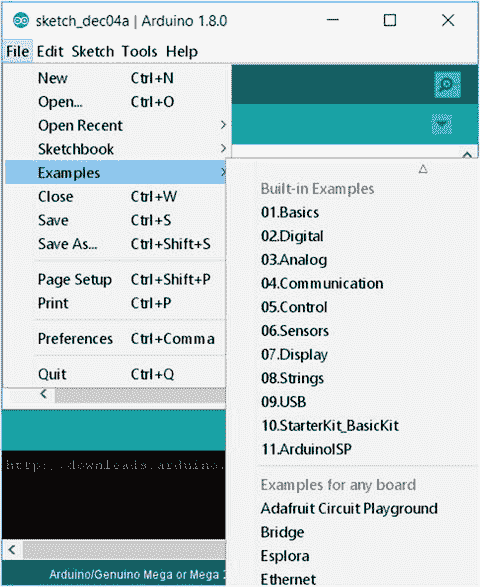 sketch_dec04a | Arduino 1.8.0
File Edit Sketch Tools Help
New Ctrl+N
Open... Ctrl+O
Open Recent
Sketchbook
Examples
Close Ctrl+W
Save Ctrl+S
Save As... Ctrl+Shift+S
Page Setup Ctrl+Shift+P
Print Ctrl+P
Preferences Ctrl+Comma
Quit Ctrl+Q
Built-in Examples
01.Basics
02.Digital
03.Analog
04.Communication
05.Control
06.Sensors
07.Display
08.Strings
09.USB
10.StarterKit_BasicKit
11.ArduinoISP
Examples for any board
Adafruit Circuit Playground
Bridge
Esplora
Ethernet
http://downloads.arduino.
Arduino/Genuino Mega or Mega